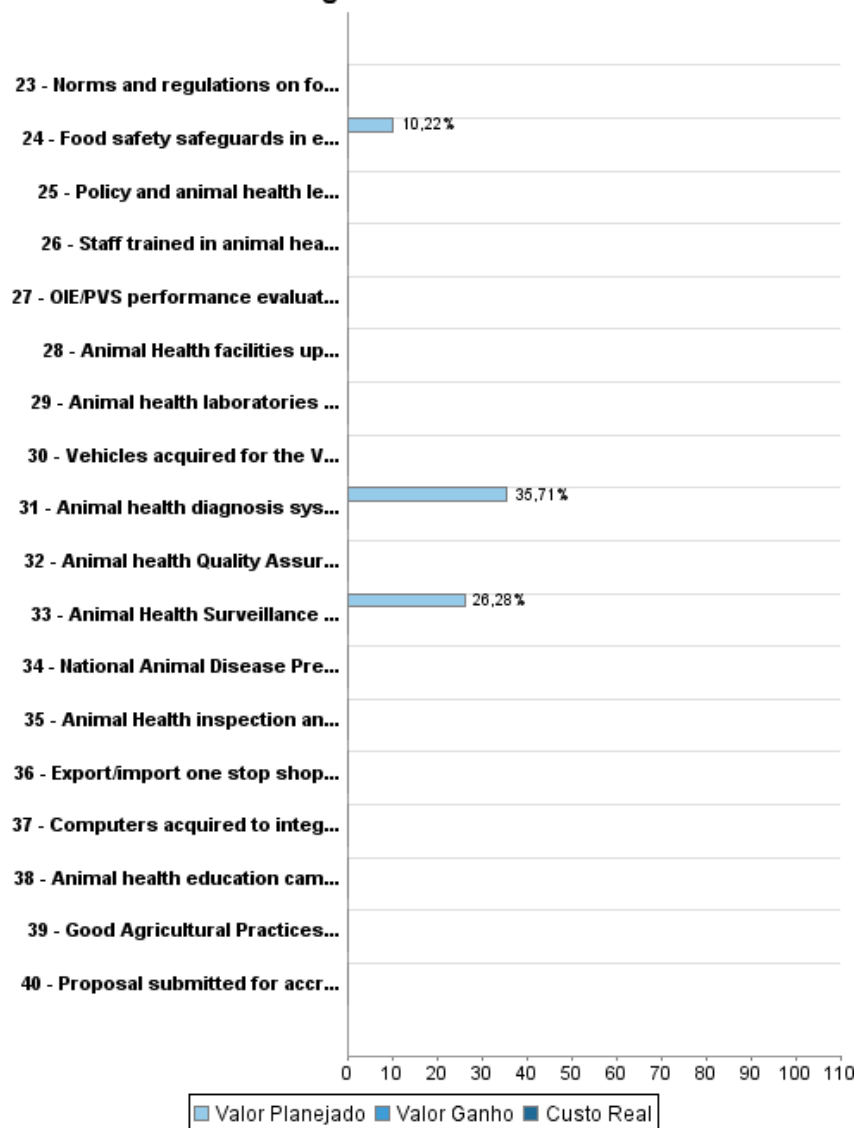 23 - Norms and regulations on fo...
10,22%
24 - Food safety safeguards in e...
25 - Policy and animal health le...
26 - Staff trained in animal hea...
27 - OIE/PVS performance evaluat...
28 - Animal Health facilities up...
29 - Animal health laboratories ...
30 - Vehicles acquired for the V...
35,71%
31 - Animal health diagnosis sys...
32 - Animal health Quality Assur...
26,28%
33 - Animal Health Surveillance ...
34 - National Animal Disease Pre...
35 - Animal Health inspection an...
36 - Export/import one stop shop...
37 - Computers acquired to integ...
38 - Animal health education cam...
39 - Good Agricultural Practices...
40 - Proposal submitted for accr...
0 10 20 30 40 50 60 70 80 90 100 110
Valor Planejado Valor Ganho Custo Real